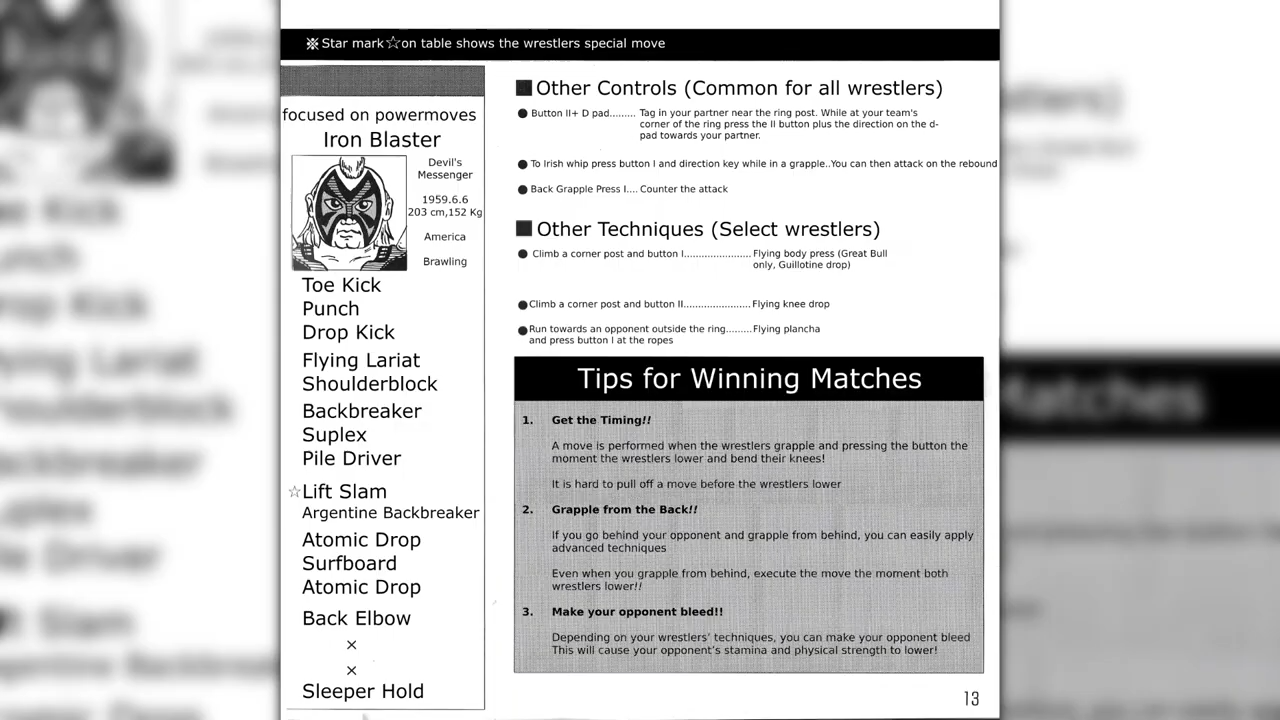 ※ Star mark☆on table shows the wrestlers special move
focused on powermoves
Iron Blaster
Devil's
Messenger
1959.6.6
203 cm,152 Kg
America
Brawling
Toe Kick
Punch
Drop Kick
Flying Lariat
Shoulderblock
Backbreaker
Suplex
Pile Driver
☆Lift Slam
Argentine Backbreaker
Atomic Drop
Surfboard
Atomic Drop
Back Elbow
×
×
Sleeper Hold
■ Other Controls (Common for all wrestlers)
● Button II+ D pad......... Tag in your partner near the ring post. While at your team's
corner of the ring press the II button plus the direction on the d-
pad towards your partner.
● To Irish whip press button I and direction key while in a grapple..You can then attack on the rebound
● Back Grapple Press I.... Counter the attack
■ Other Techniques (Select wrestlers)
● Climb a corner post and button I....................... Flying body press (Great Bull
only, Guillotine drop)
● Climb a corner post and button II....................... Flying knee drop
● Run towards an opponent outside the ring......... Flying plancha
and press button I at the ropes
Tips for Winning Matches
1. Get the Timing!!
A move is performed when the wrestlers grapple and pressing the button the
moment the wrestlers lower and bend their knees!
It is hard to pull off a move before the wrestlers lower
2. Grapple from the Back!!
If you go behind your opponent and grapple from behind, you can easily apply
advanced techniques
Even when you grapple from behind, execute the move the moment both
wrestlers lower!!
3. Make your opponent bleed!!
Depending on your wrestlers' techniques, you can make your opponent bleed
This will cause your opponent's stamina and physical strength to lower!
13